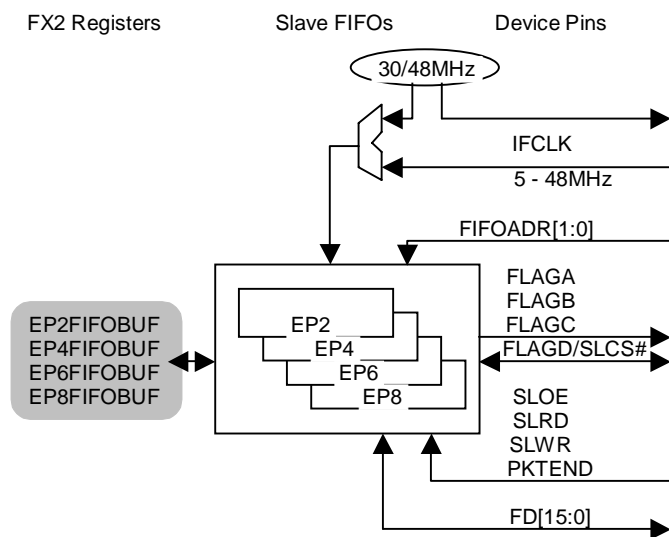 FX2 Registers
Slave FIFOs
Device Pins
30/48MHz
IFCLK
5 - 48MHz
FIFOADR[1:0]
FLAGA
FLAGB
FLAGC
FLAGD/SLCS#
EP2FIFOBUF
EP4FIFOBUF
EP6FIFOBUF
EP8FIFOBUF
EP2
EP4
EP6
EP8
SLOE
SLRD
SLWR
PKTEND
FD[15:0]